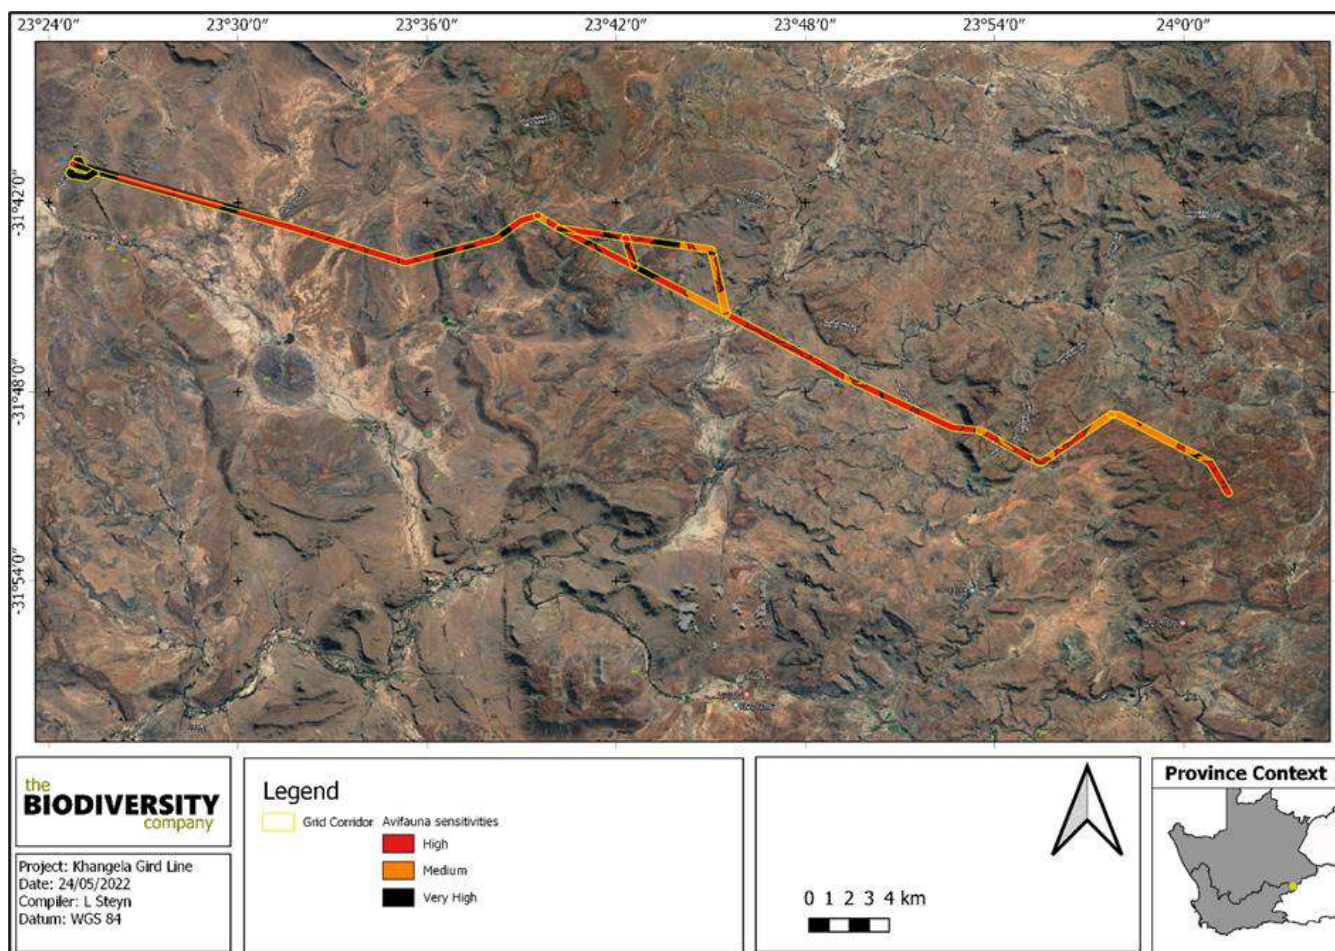 23°24′0″ 23°30′0″ 23°36′0″ 23°42′0″ 23°48′0″ 23°54′0″ 24°0′0″
-31°42′0″
-31°48′0″
-31°54′0″
the
BIODIVERSITY
company
Project: Khangela Gird Line
Date: 24/05/2022
Compiler: L Steyn
Datum: WGS 84
Legend
Grid Corridor
Avifauna sensitivities
High
Medium
Very High
0 1 2 3 4 km
Province Context